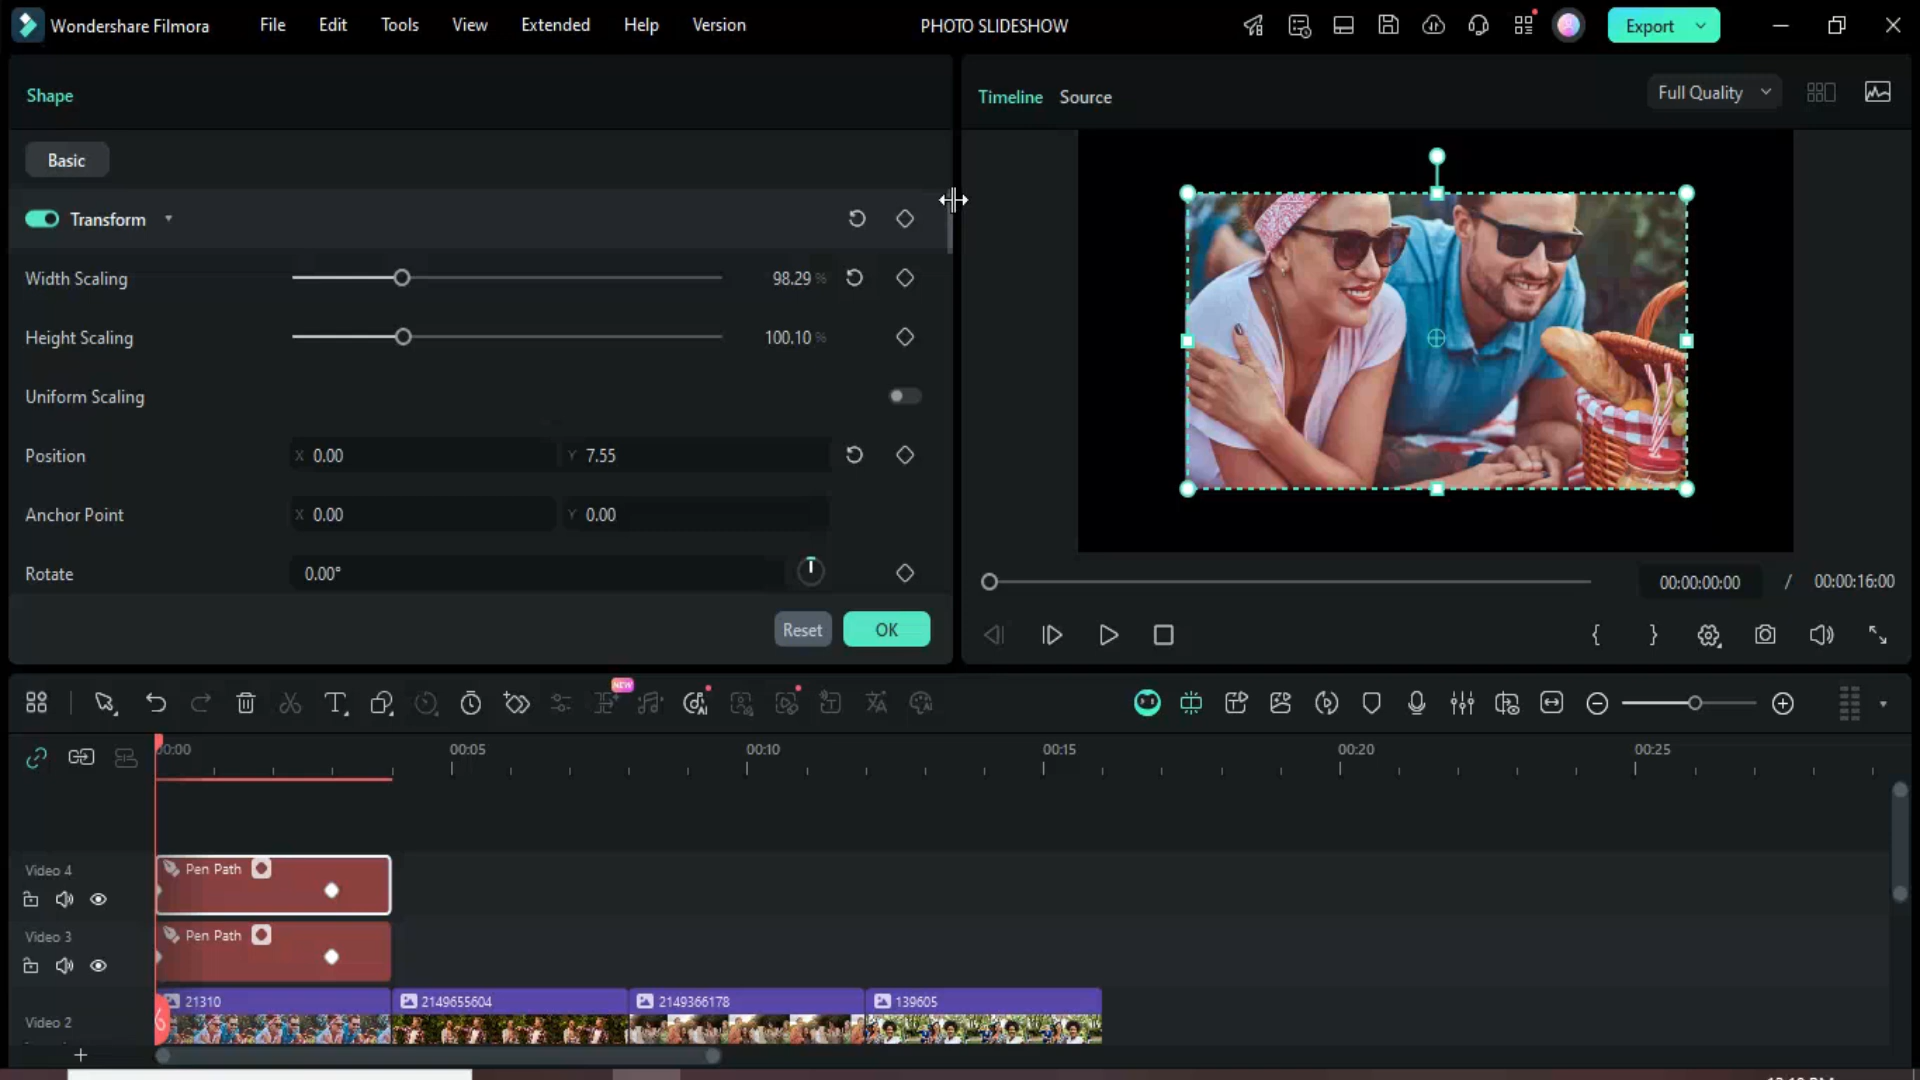 Wondershare Filmora File Edit Tools View Extended Help Version PHOTO SLIDESHOW Export
Shape
Timeline Source Full Quality
Basic
Transform
Width Scaling 98.29 %
Height Scaling 100.10 %
Uniform Scaling
Position X 0.00 Y 7.55
Anchor Point X 0.00 Y 0.00
Rotate 0.00°
00:00:00:00 / 00:00:16:00
Reset OK
{ }
NEW
00:00 00:05 00:10 00:15 00:20 00:25
Video 4 Pen Path
Video 3 Pen Path
21310 2149655604 2149366178 139605
Video 2